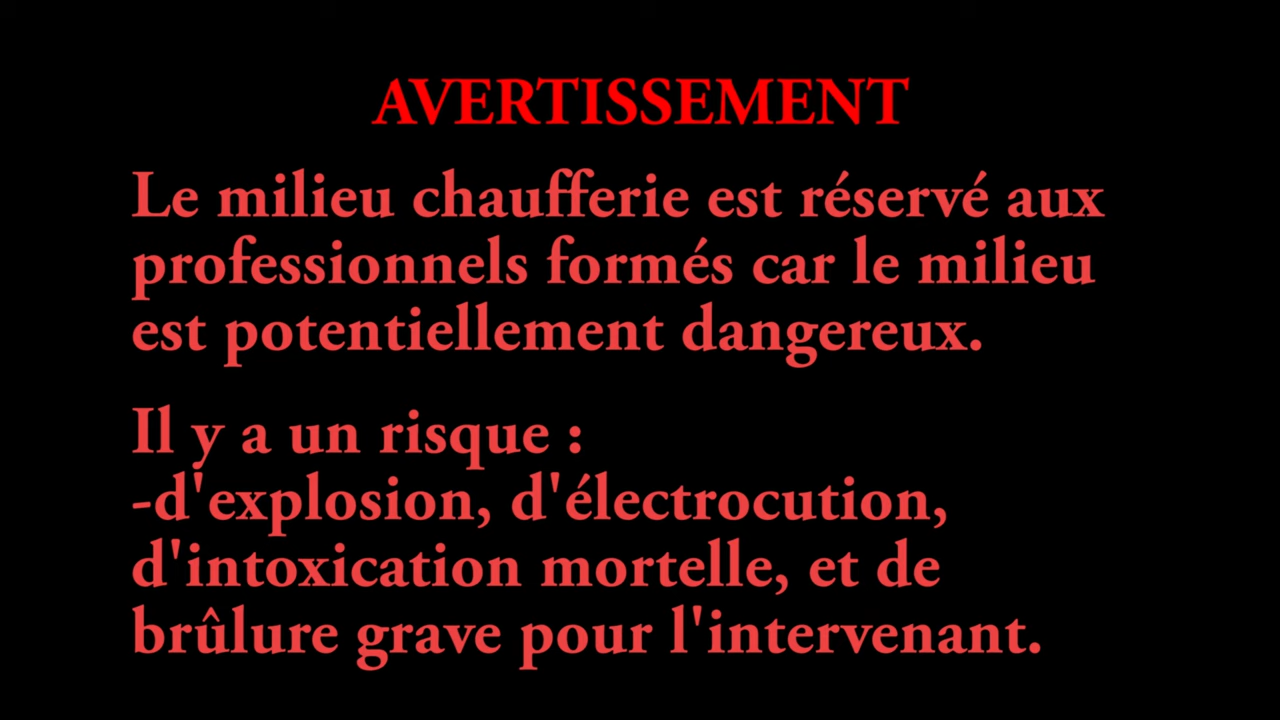 AVERTISSEMENT
Le milieu chaufferie est réservé aux
professionnels formés car le milieu
est potentiellement dangereux.
Il y a un risque :
-d'explosion, d'électrocution,
d'intoxication mortelle, et de
brûlure grave pour l'intervenant.